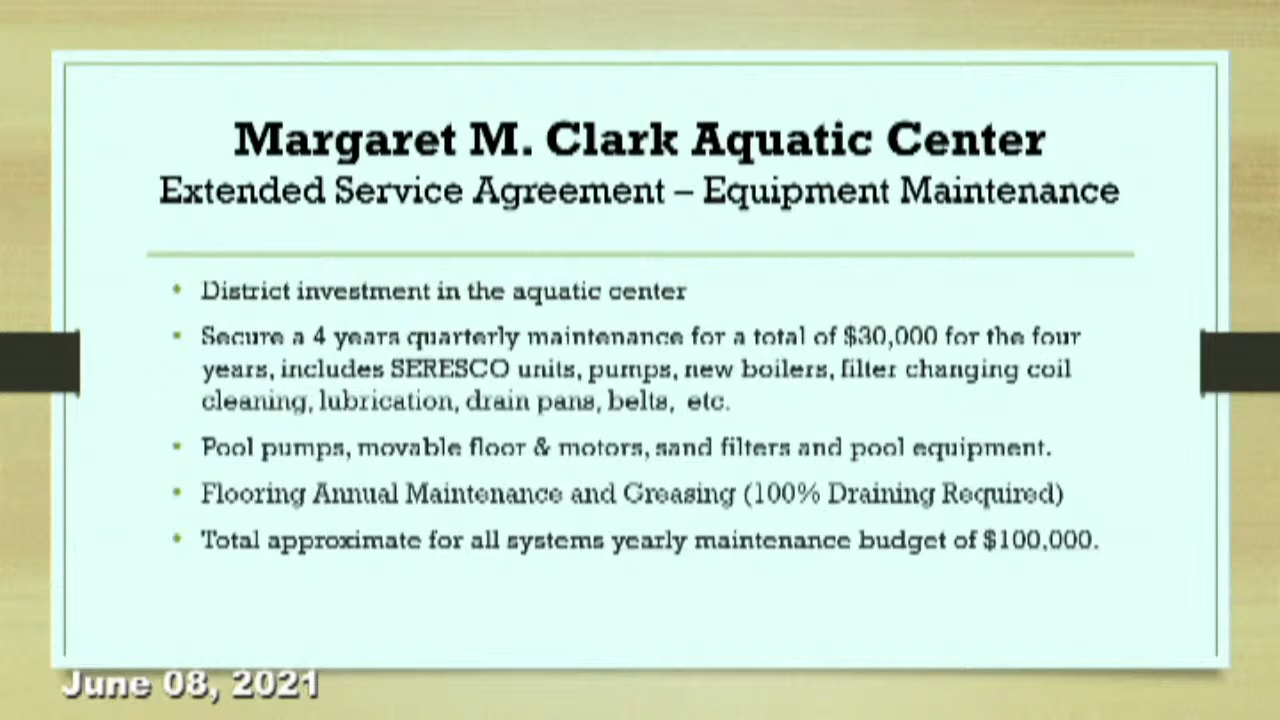 Margaret M. Clark Aquatic Center
Extended Service Agreement – Equipment Maintenance
• District investment in the aquatic center
• Secure a 4 years quarterly maintenance for a total of $30,000 for the four
years, includes SERESCO units, pumps, new boilers, filter changing coil
cleaning, lubrication, drain pans, belts, etc.
• Pool pumps, movable floor & motors, sand filters and pool equipment.
• Flooring Annual Maintenance and Greasing (100% Draining Required)
• Total approximate for all systems yearly maintenance budget of $100,000.
June 08, 2021